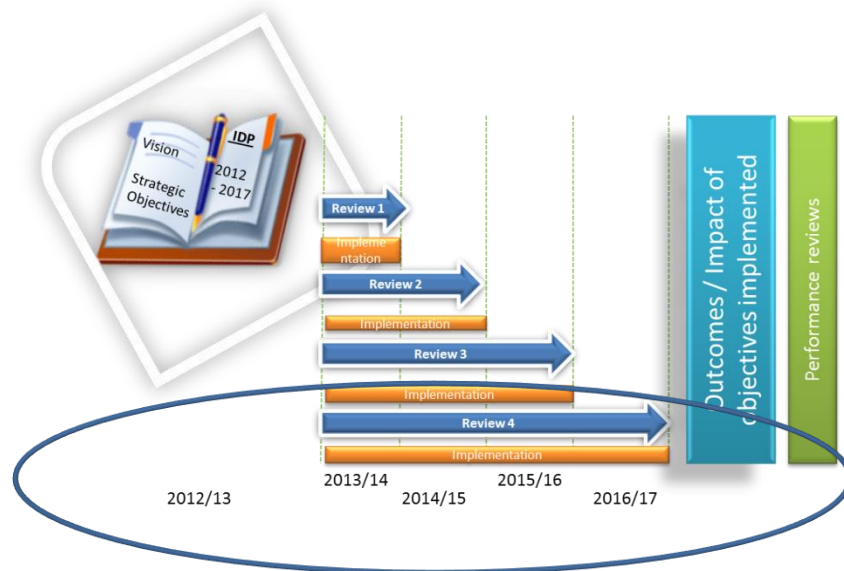 Vision
Strategic
Objectives
IDP
2012
- 2017
Review 1
Impleme
ntation
Review 2
Implementation
Review 3
Implementation
Review 4
Implementation
2012/13
2013/14
2014/15
2015/16
2016/17
Outcomes / Impact of
objectives implemented
Performance reviews